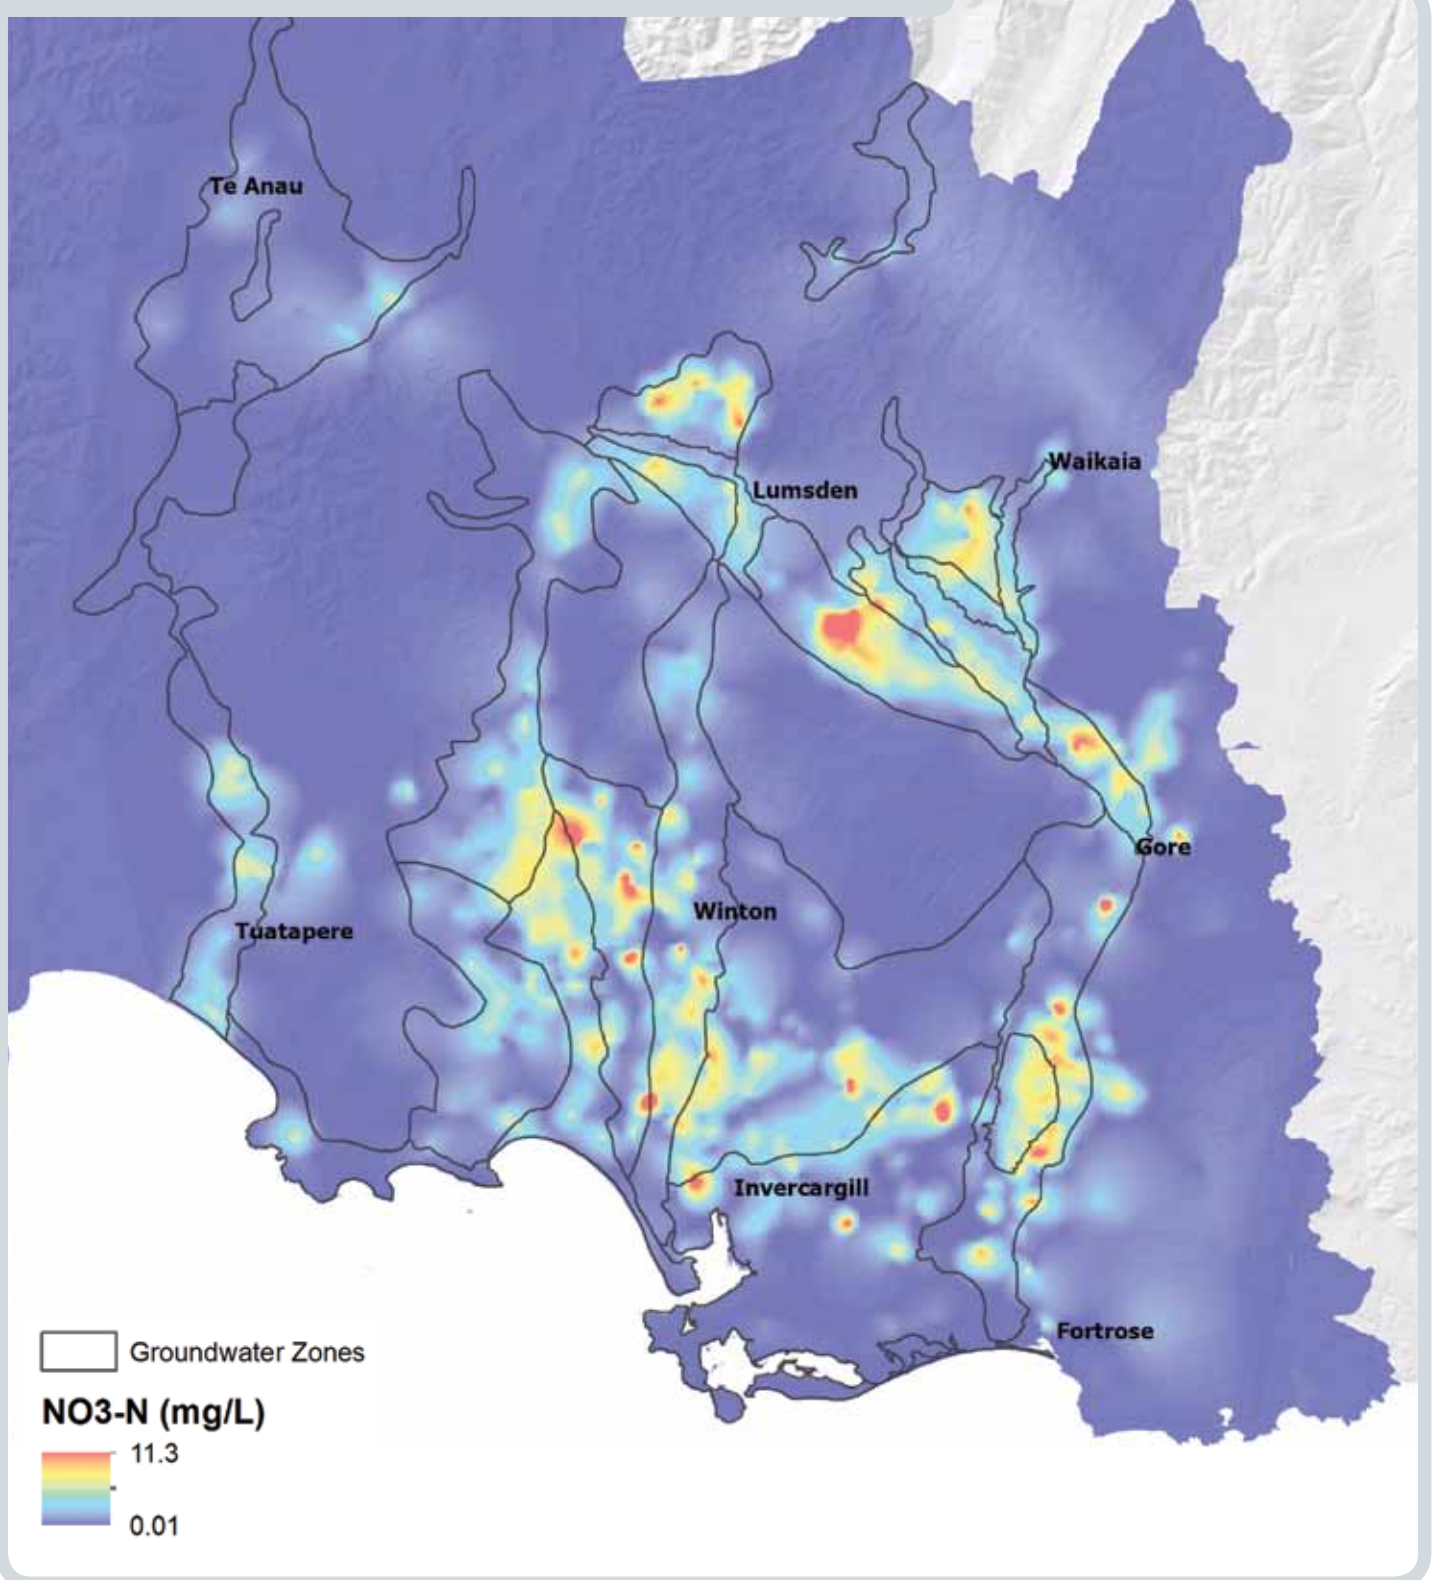 Te Anau
Waikaia
Lumsden
Gore
Winton
Tuatapere
Invercargill
Fortrose
Groundwater Zones
NO3-N (mg/L)
11.3
0.01